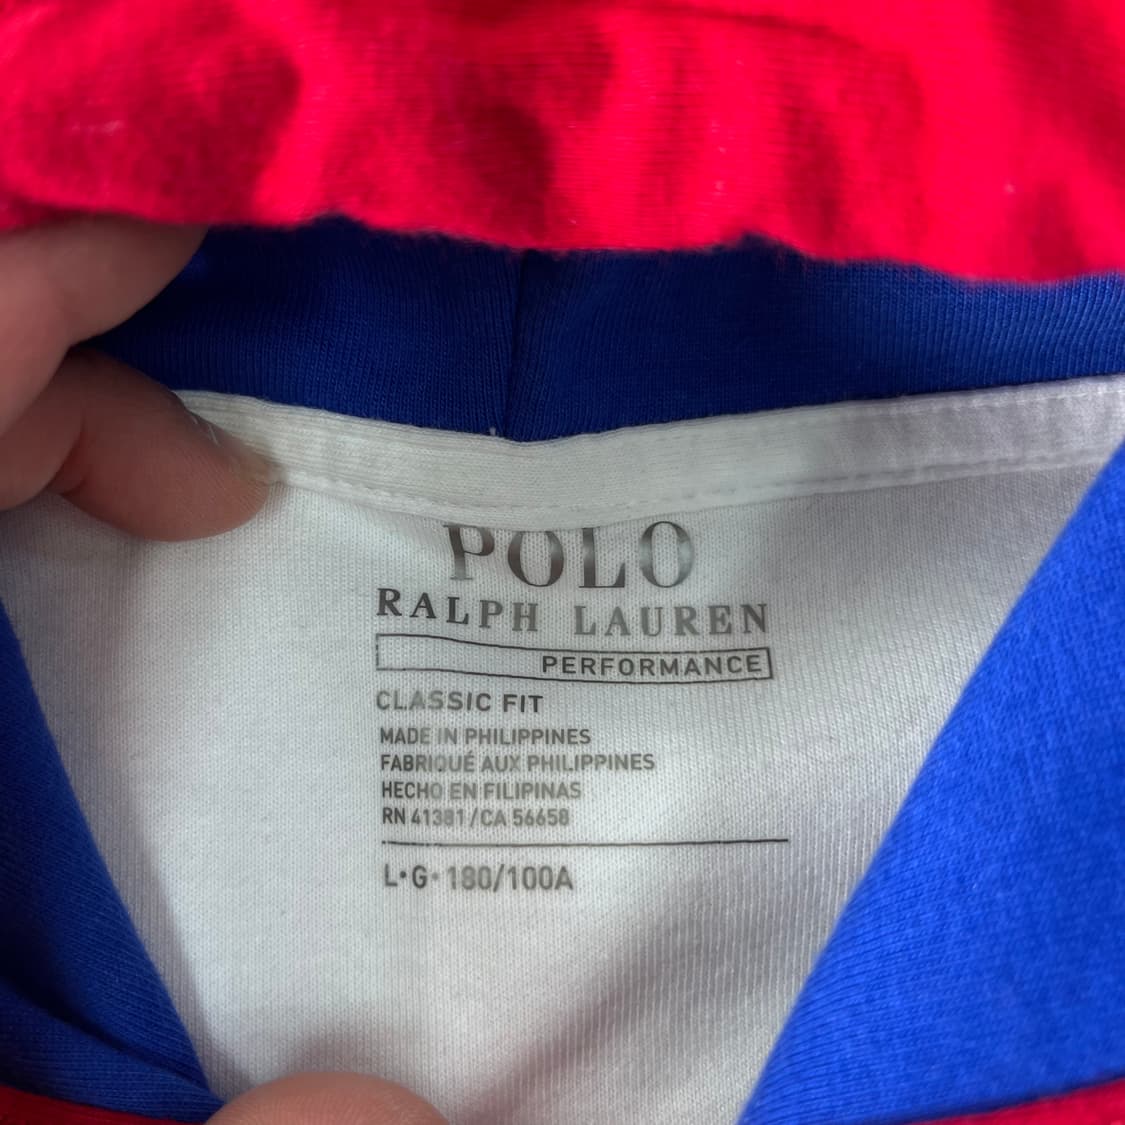 POLO
RALPH LAUREN
PERFORMANCE
CLASSIC FIT
MADE IN PHILIPPINES
FABRIQUÉ AUX PHILIPPINES
HECHO EN FILIPINAS
RN 41381/CA 56658
L•G•180/100A